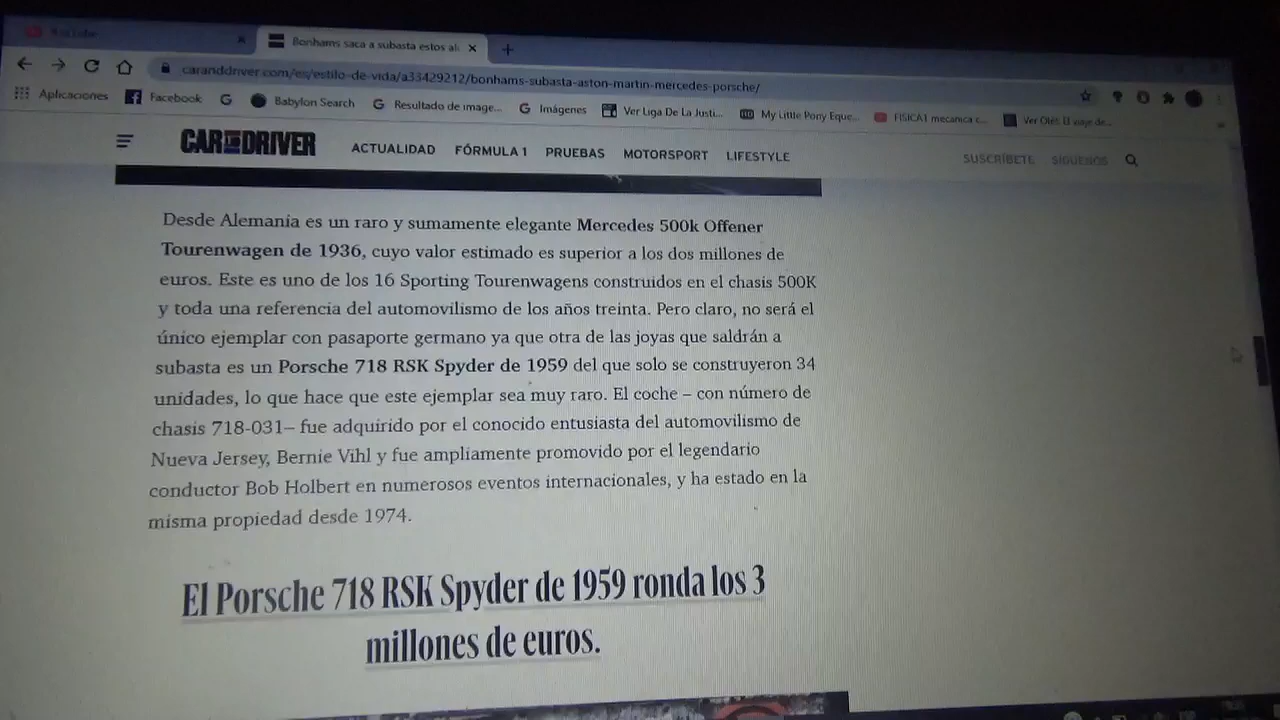 YouTube
Bonhams saca a subasta estos al
caranddriver.com/es/estilo-de-vida/a33429212/bonhams-subasta-aston-martin-mercedes-porsche/
Aplicaciones Facebook Babylon Search Resultado de image... Imágenes Ver Liga De La Justi... My Little Pony Eque... FISICA1 mecanica c... Ver Olés El viaje de...
CAR AND DRIVER ACTUALIDAD FÓRMULA 1 PRUEBAS MOTORSPORT LIFESTYLE SUSCRÍBETE SÍGUENOS
Desde Alemania es un raro y sumamente elegante Mercedes 500k Offener
Tourenwagen de 1936, cuyo valor estimado es superior a los dos millones de
euros. Este es uno de los 16 Sporting Tourenwagens construidos en el chasis 500K
y toda una referencia del automovilismo de los años treinta. Pero claro, no será el
único ejemplar con pasaporte germano ya que otra de las joyas que saldrán a
subasta es un Porsche 718 RSK Spyder de 1959 del que solo se construyeron 34
unidades, lo que hace que este ejemplar sea muy raro. El coche – con número de
chasis 718-031– fue adquirido por el conocido entusiasta del automovilismo de
Nueva Jersey, Bernie Vihl y fue ampliamente promovido por el legendario
conductor Bob Holbert en numerosos eventos internacionales, y ha estado en la
misma propiedad desde 1974.
El Porsche 718 RSK Spyder de 1959 ronda los 3
millones de euros.